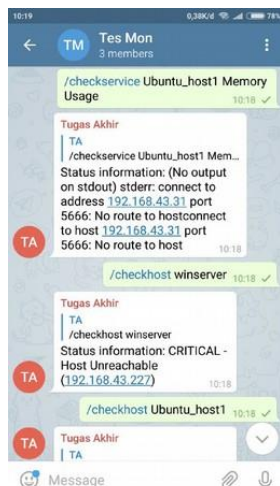 10:19 0,38K/d 78%
TM Tes Mon
3 members
/checkservice Ubuntu_host1 Memory
Usage 10:18
Tugas Akhir
TA
/checkservice Ubuntu_host1 Mem...
Status information: (No output
on stdout) stderr: connect to
address 192.168.43.31 port
5666: No route to hostconnect
to host 192.168.43.31 port
5666: No route to host 10:18
TA
/checkhost winserver 10:18
Tugas Akhir
TA
/checkhost winserver
Status information: CRITICAL -
Host Unreachable
(192.168.43.227) 10:18
TA
/checkhost Ubuntu_host1 10:18
Tugas Akhir
TA
TA
Message